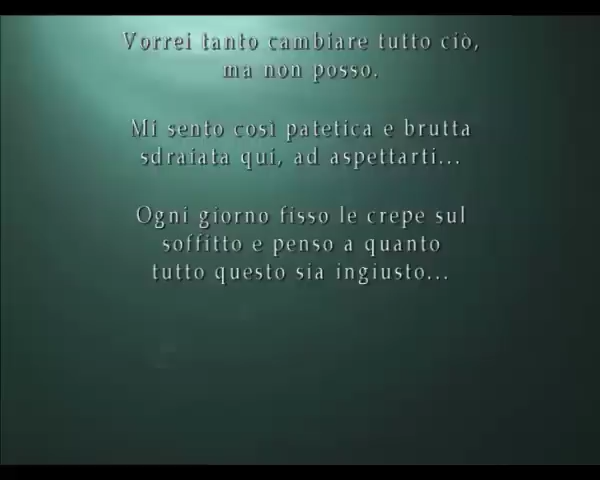 Vorrei tanto cambiare tutto ciò,
ma non posso.
Mi sento così patetica e brutta
sdraiata qui, ad aspettarti...
Ogni giorno fisso le crepe sul
soffitto e penso a quanto
tutto questo sia ingiusto...